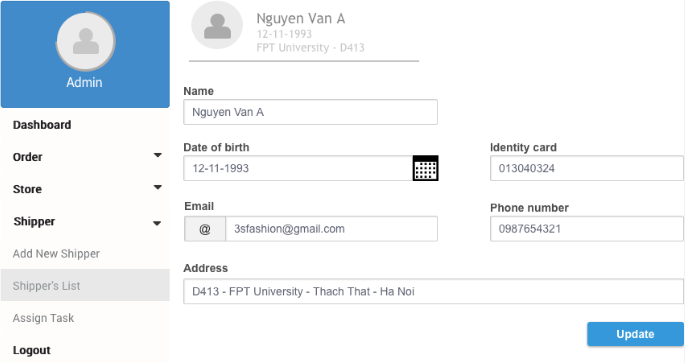 Admin
Dashboard
Order
Store
Shipper
Add New Shipper
Shipper's List
Assign Task
Logout
Nguyen Van A
12-11-1993
FPT University - D413
Name
Nguyen Van A
Date of birth
12-11-1993
Identity card
013040324
Email
@ 3sfashion@gmail.com
Phone number
0987654321
Address
D413 - FPT University - Thach That - Ha Noi
Update